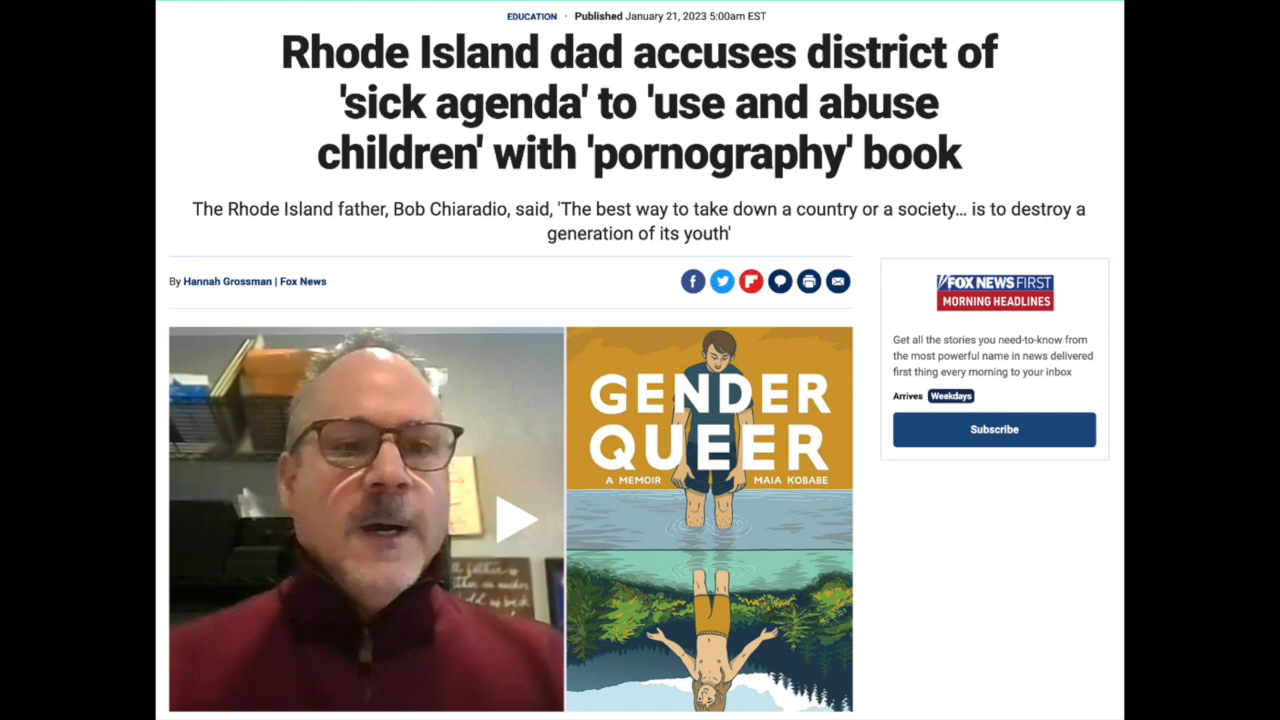 EDUCATION · Published January 21, 2023 5:00am EST
Rhode Island dad accuses district of
'sick agenda' to 'use and abuse
children' with 'pornography' book
The Rhode Island father, Bob Chiaradio, said, 'The best way to take down a country or a society... is to destroy a
generation of its youth'
By Hannah Grossman | Fox News
FOX NEWS FIRST
MORNING HEADLINES
Get all the stories you need-to-know from
the most powerful name in news delivered
first thing every morning to your inbox
Arrives Weekdays
Subscribe
GENDER
QUEER
A MEMOIR MAIA KOBABE